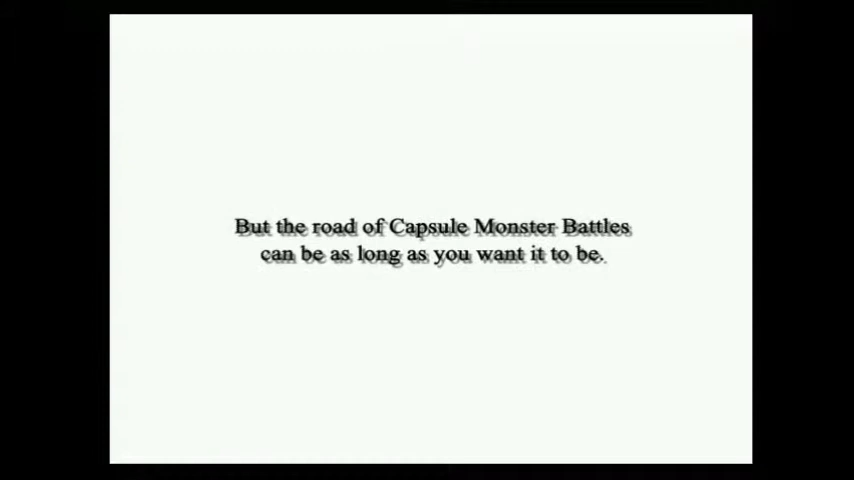 But the road of Capsule Monster Battles
can be as long as you want it to be.